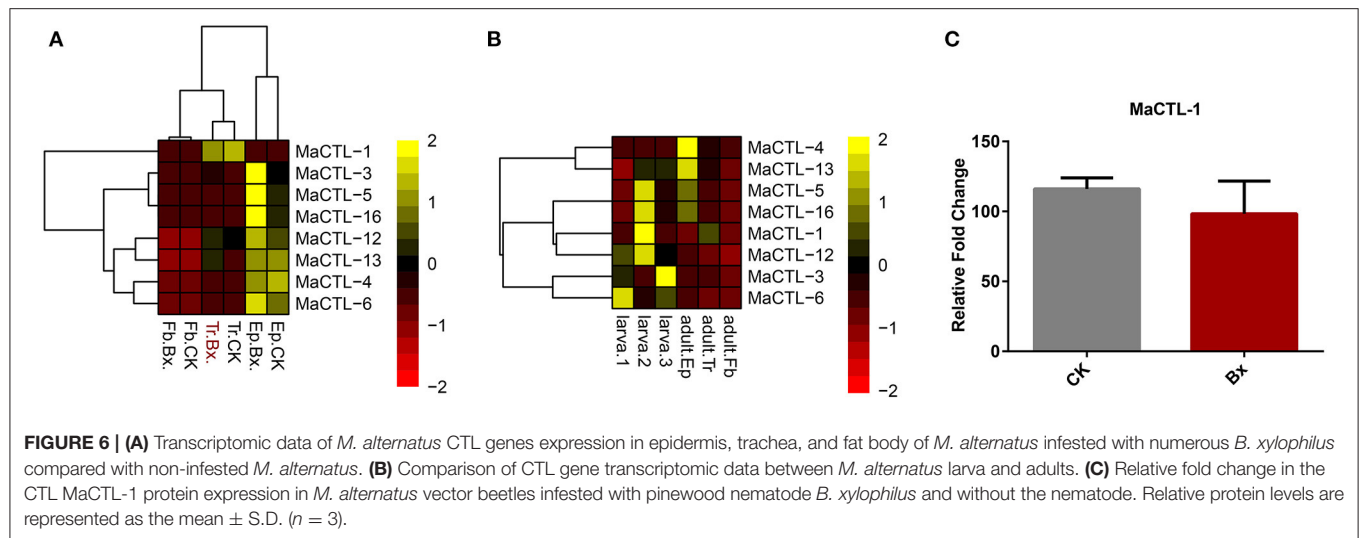 A
MaCTL−1
MaCTL−3
MaCTL−5
MaCTL−16
MaCTL−12
MaCTL−13
MaCTL−4
MaCTL−6
Fb.Bx.
Fb.CK
Tr.Bx.
Tr.CK
Ep.Bx.
Ep.CK
2
1
0
−1
−2
B
MaCTL−4
MaCTL−13
MaCTL−5
MaCTL−16
MaCTL−1
MaCTL−12
MaCTL−3
MaCTL−6
larva.1
larva.2
larva.3
adult.Ep
adult.Tr
adult.Fb
2
1
0
−1
−2
C
MaCTL-1
Relative Fold Change
150
100
50
0
CK
Bx
FIGURE 6 | (A) Transcriptomic data of M. alternatus CTL genes expression in epidermis, trachea, and fat body of M. alternatus infested with numerous B. xylophilus
compared with non-infested M. alternatus. (B) Comparison of CTL gene transcriptomic data between M. alternatus larva and adults. (C) Relative fold change in the
CTL MaCTL-1 protein expression in M. alternatus vector beetles infested with pinewood nematode B. xylophilus and without the nematode. Relative protein levels are
represented as the mean ± S.D. (n = 3).